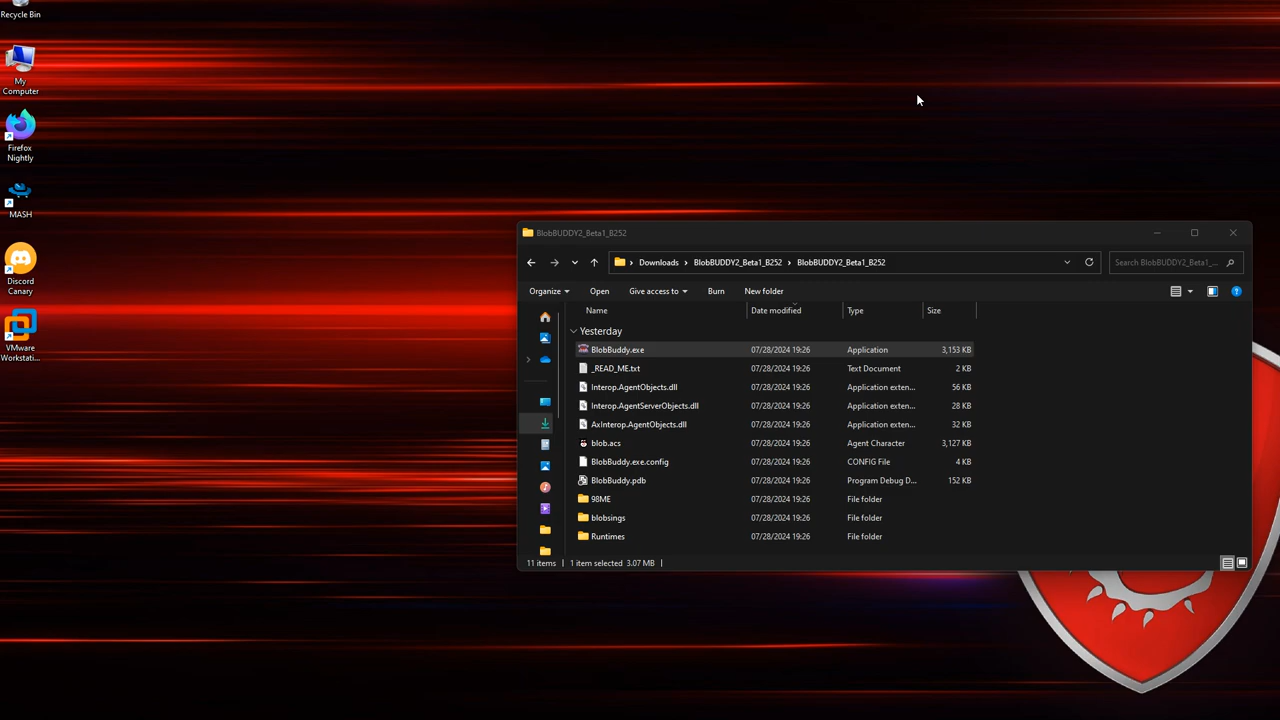 Recycle Bin
My
Computer
Firefox
Nightly
MASH
Discord
Canary
VMware
Workstati...
BlobBUDDY2_Beta1_B252
Downloads BlobBUDDY2_Beta1_B252 BlobBUDDY2_Beta1_B252 Search BlobBUDDY2_Beta1_...
Organize Open Give access to Burn New folder
Name Date modified Type Size
Yesterday
BlobBuddy.exe 07/28/2024 19:26 Application 3,153 KB
_READ_ME.txt 07/28/2024 19:26 Text Document 2 KB
Interop.AgentObjects.dll 07/28/2024 19:26 Application exten... 56 KB
Interop.AgentServerObjects.dll 07/28/2024 19:26 Application exten... 28 KB
AxInterop.AgentObjects.dll 07/28/2024 19:26 Application exten... 32 KB
blob.acs 07/28/2024 19:26 Agent Character 3,127 KB
BlobBuddy.exe.config 07/28/2024 19:26 CONFIG File 4 KB
BlobBuddy.pdb 07/28/2024 19:26 Program Debug D... 152 KB
98ME 07/28/2024 19:26 File folder
blobsings 07/28/2024 19:26 File folder
Runtimes 07/28/2024 19:26 File folder
11 items 1 item selected 3.07 MB